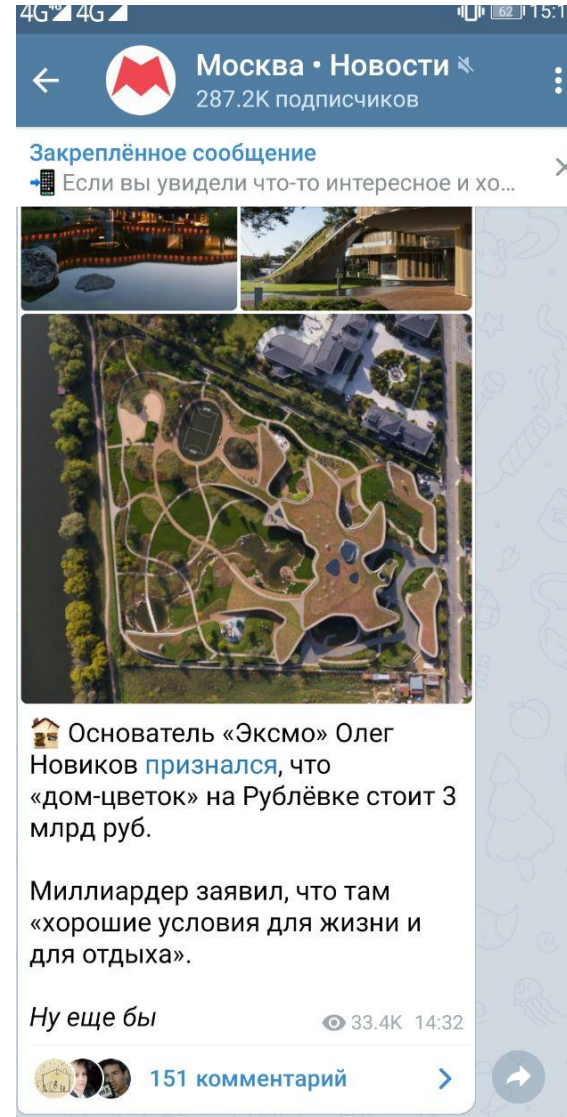 4G 4G 4G 62 15:1
Москва • Новости
287.2K подписчиков
Закреплённое сообщение
Если вы увидели что-то интересное и хо...
Основатель «Эксмо» Олег
Новиков признался, что
«дом-цветок» на Рублёвке стоит 3
млрд руб.
Миллиардер заявил, что там
«хорошие условия для жизни и
для отдыха».
Ну еще бы
33.4K 14:32
151 комментарий